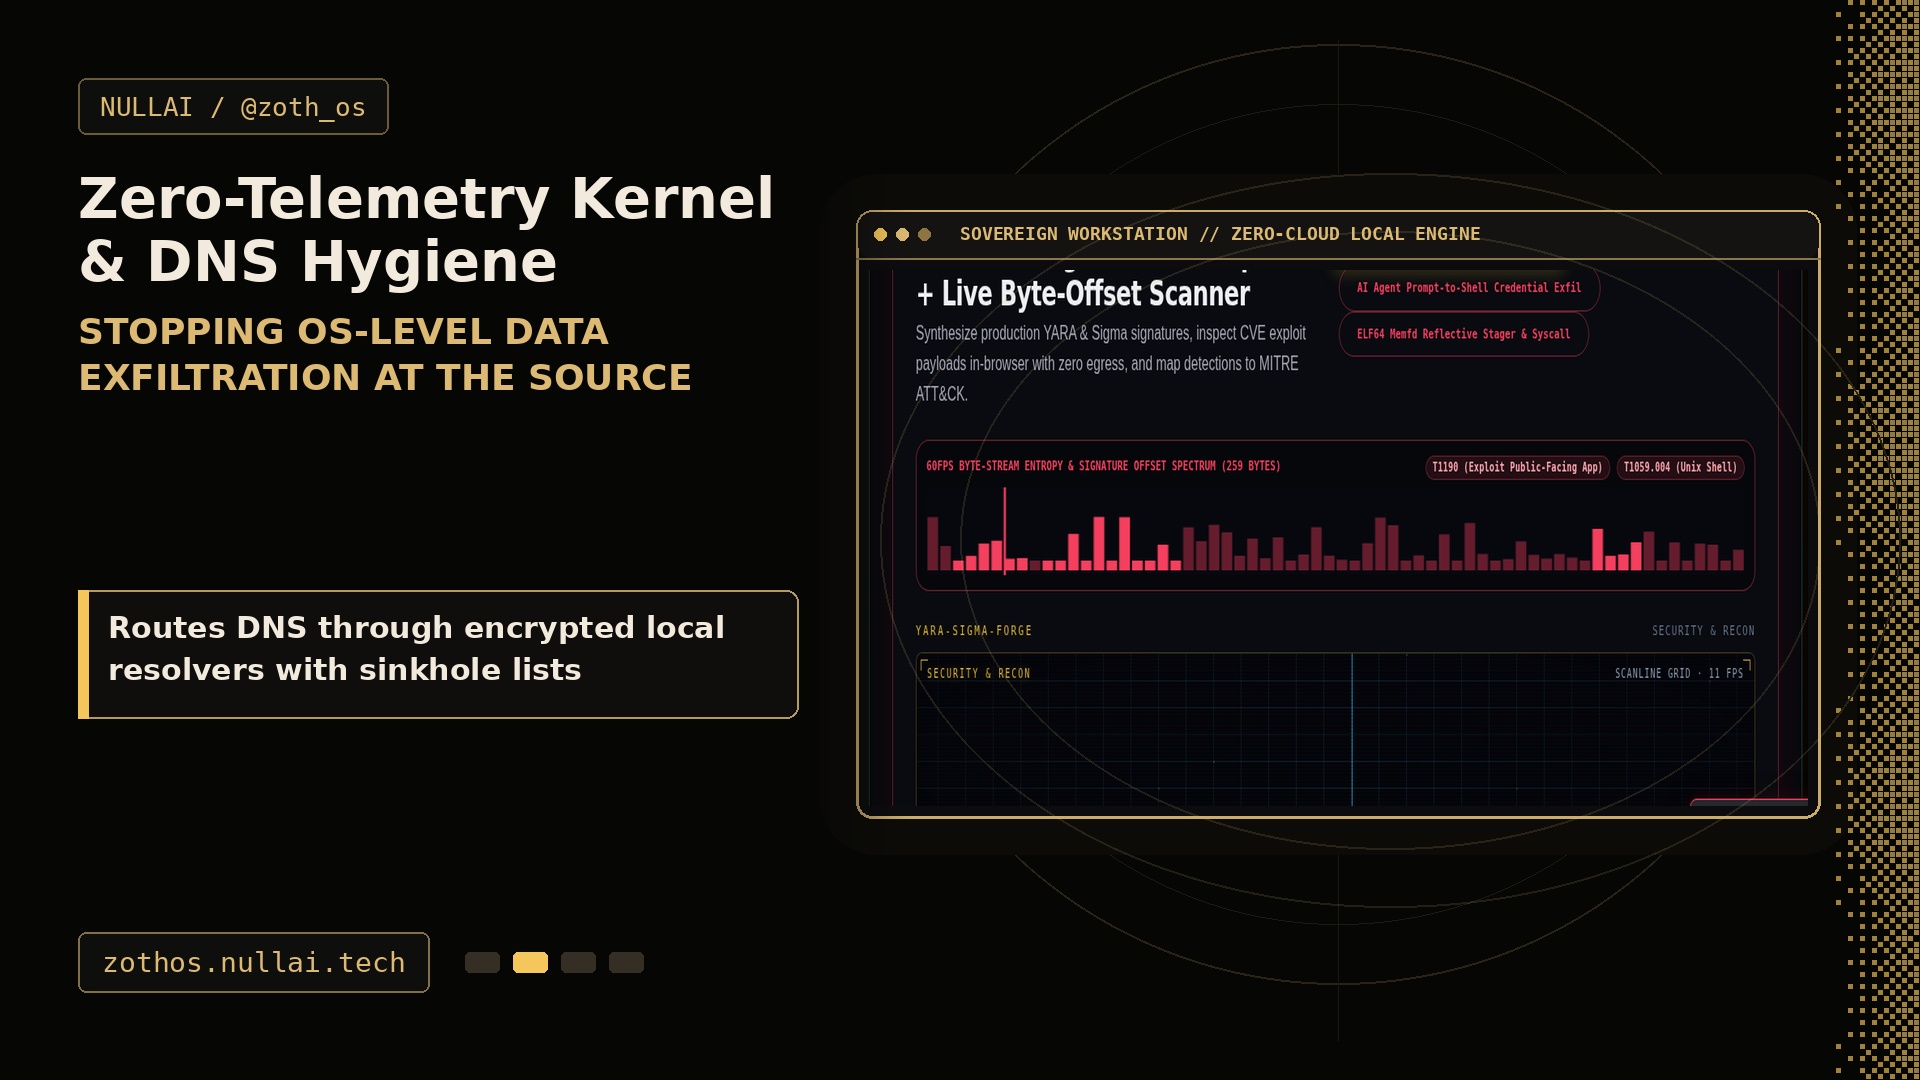 NULLAI / @zoth_os
Zero-Telemetry Kernel
& DNS Hygiene
STOPPING OS-LEVEL DATA
EXFILTRATION AT THE SOURCE
Routes DNS through encrypted local
resolvers with sinkhole lists
zothos.nullai.tech
SOVEREIGN WORKSTATION // ZERO-CLOUD LOCAL ENGINE
+ Live Byte-Offset Scanner
Synthesize production YARA & Sigma signatures, inspect CVE exploit
payloads in-browser with zero egress, and map detections to MITRE
ATT&CK.
AI Agent Prompt-to-Shell Credential Exfil
ELF64 Memfd Reflective Stager & Syscall
60FPS BYTE-STREAM ENTROPY & SIGNATURE OFFSET SPECTRUM (259 BYTES)
T1190 (Exploit Public-Facing App)
T1059.004 (Unix Shell)
YARA-SIGMA-FORGE
SECURITY & RECON
SECURITY & RECON
SCANLINE GRID · 11 FPS